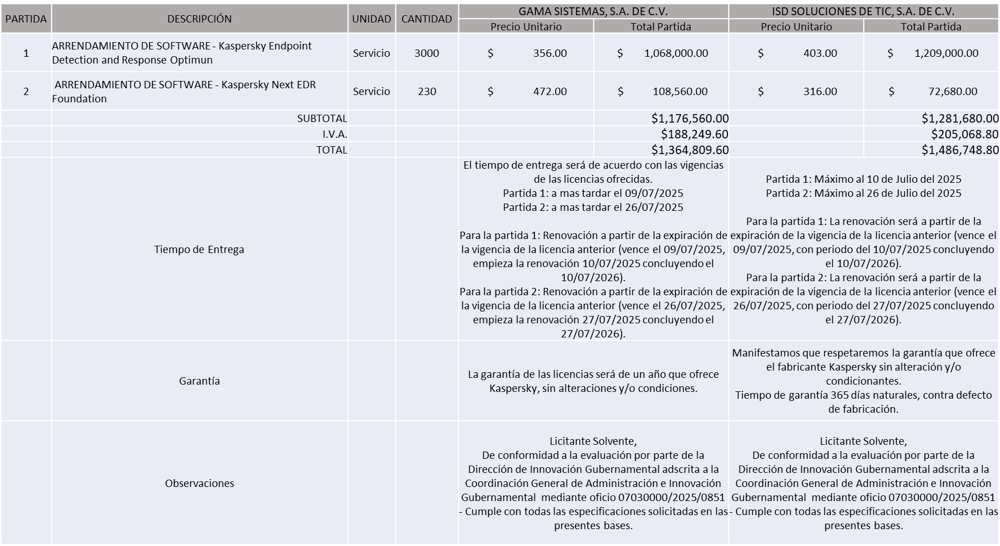 PARTIDA DESCRIPCIÓN UNIDAD CANTIDAD GAMA SISTEMAS, S.A. DE C.V. ISD SOLUCIONES DE TIC, S.A. DE C.V.
Precio Unitario Total Partida Precio Unitario Total Partida
1 ARRENDAMIENTO DE SOFTWARE - Kaspersky Endpoint
Detection and Response Optimun Servicio 3000 $ 356.00 $ 1,068,000.00 $ 403.00 $ 1,209,000.00
2 ARRENDAMIENTO DE SOFTWARE - Kaspersky Next EDR
Foundation Servicio 230 $ 472.00 $ 108,560.00 $ 316.00 $ 72,680.00
SUBTOTAL $1,176,560.00 $1,281,680.00
I.V.A. $188,249.60 $205,068.80
TOTAL $1,364,809.60 $1,486,748.80
Tiempo de Entrega
El tiempo de entrega será de acuerdo con las vigencias
de las licencias ofrecidas.
Partida 1: a mas tardar el 09/07/2025
Partida 2: a mas tardar el 26/07/2025
Para la partida 1: Renovación a partir de la expiración de
la vigencia de la licencia anterior (vence el 09/07/2025,
empieza la renovación 10/07/2025 concluyendo el
10/07/2026).
Para la partida 2: Renovación a partir de la expiración de
la vigencia de la licencia anterior (vence el 26/07/2025,
empieza la renovación 27/07/2025 concluyendo el
27/07/2026).
Partida 1: Máximo al 10 de Julio del 2025
Partida 2: Máximo al 26 de Julio del 2025
Para la partida 1: La renovación será a partir de la
expiración de la vigencia de la licencia anterior (vence el
09/07/2025, con periodo del 10/07/2025 concluyendo
el 10/07/2026).
Para la partida 2: La renovación será a partir de la
expiración de la vigencia de la licencia anterior (vence el
26/07/2025, con periodo del 27/07/2025 concluyendo
el 27/07/2026).
Garantía
La garantía de las licencias será de un año que ofrece
Kaspersky, sin alteraciones y/o condiciones.
Manifestamos que respetaremos la garantía que ofrece
el fabricante Kaspersky sin alteración y/o
condicionantes.
Tiempo de garantía 365 días naturales, contra defecto
de fabricación.
Observaciones
Licitante Solvente,
De conformidad a la evaluación por parte de la
Dirección de Innovación Gubernamental adscrita a la
Coordinación General de Administración e Innovación
Gubernamental mediante oficio 07030000/2025/0851
- Cumple con todas las especificaciones solicitadas en las
presentes bases.
Licitante Solvente,
De conformidad a la evaluación por parte de la
Dirección de Innovación Gubernamental adscrita a la
Coordinación General de Administración e Innovación
Gubernamental mediante oficio 07030000/2025/0851
- Cumple con todas las especificaciones solicitadas en las
presentes bases.